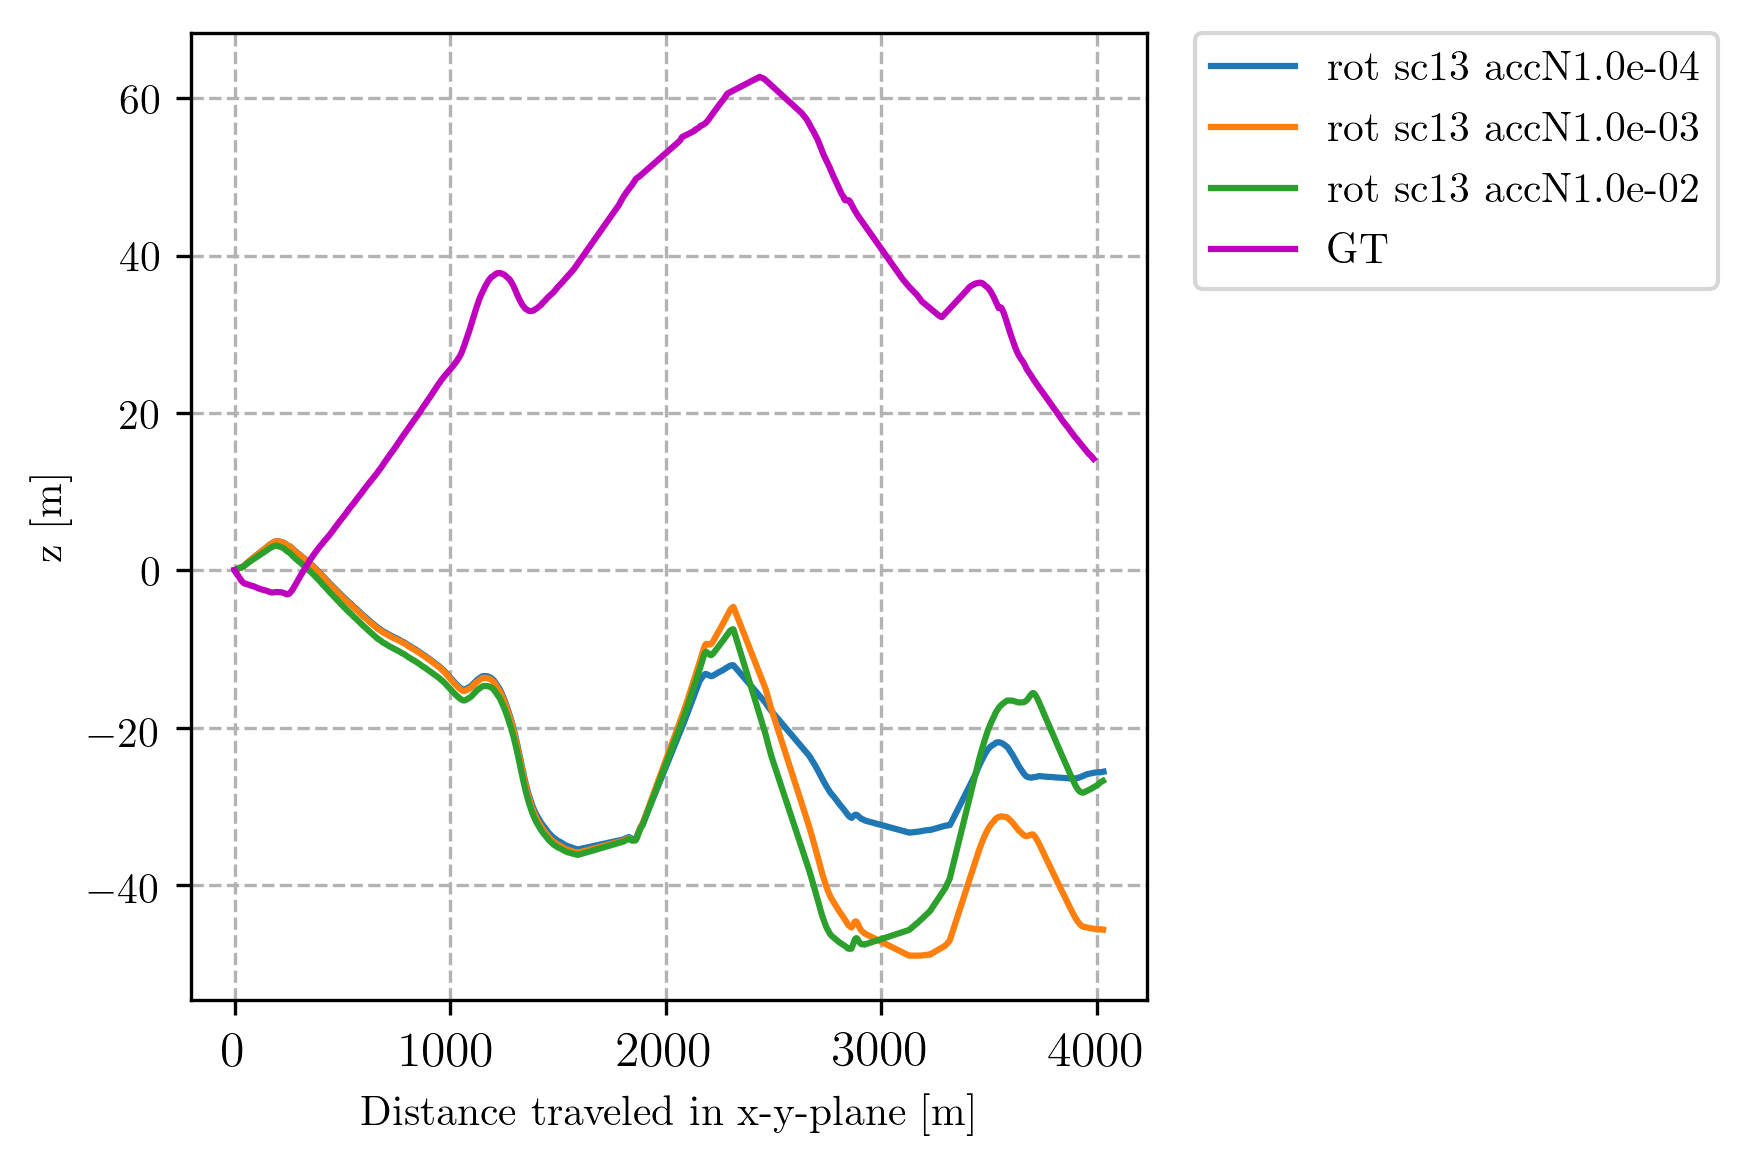 60
40
20
0
−20
−40
z [m]
0 1000 2000 3000 4000
Distance traveled in x-y-plane [m]
rot sc13 accN1.0e-04
rot sc13 accN1.0e-03
rot sc13 accN1.0e-02
GT